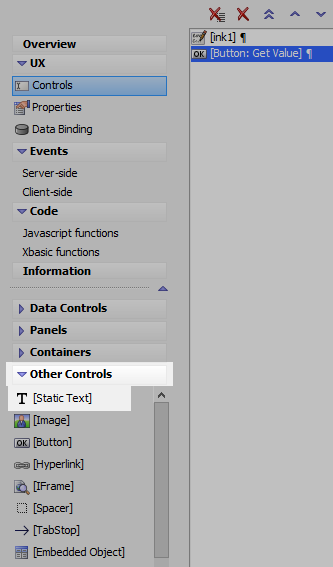 Overview
UX
Controls
Properties
Data Binding
Events
Server-side
Client-side
Code
Javascript functions
Xbasic functions
Information
Data Controls
Panels
Containers
Other Controls
T [Static Text]
[Image]
OK [Button]
[Hyperlink]
[IFrame]
[Spacer]
[TabStop]
[Embedded Object]
[ink1] ¶
OK [Button: Get Value] ¶